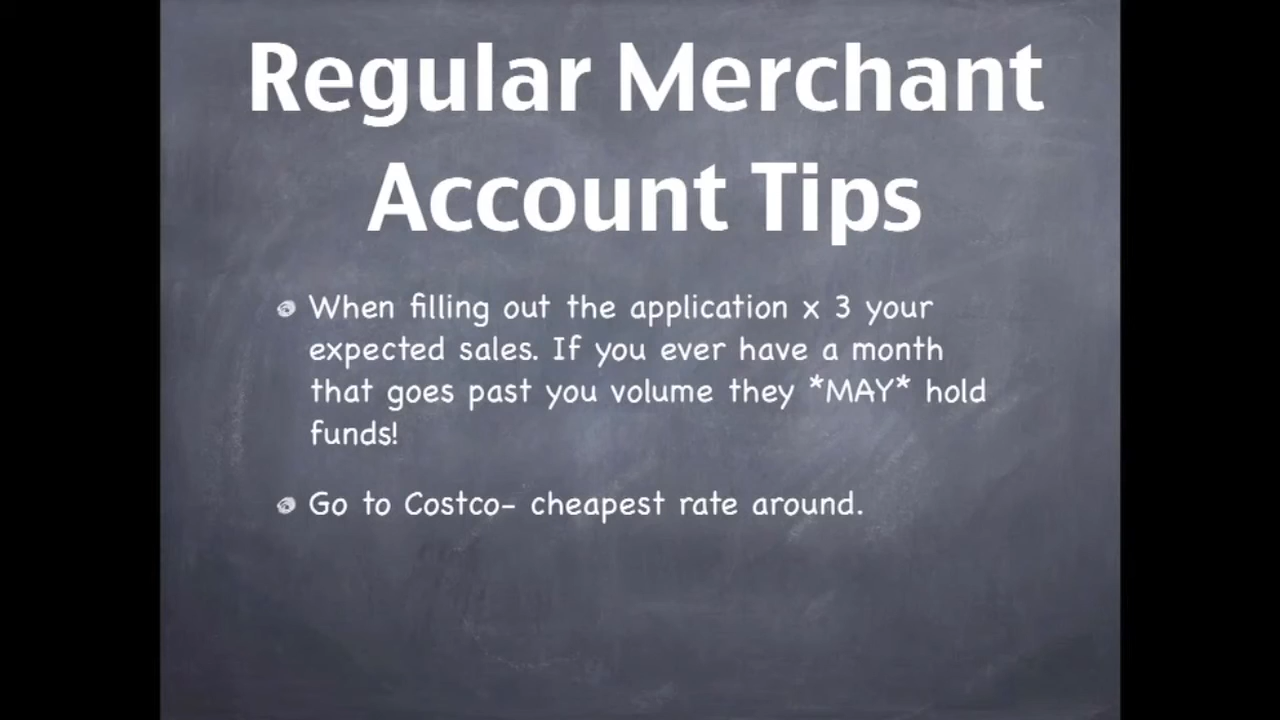 Regular Merchant
Account Tips
When filling out the application x 3 your
expected sales. If you ever have a month
that goes past you volume they *MAY* hold
funds!
Go to Costco- cheapest rate around.